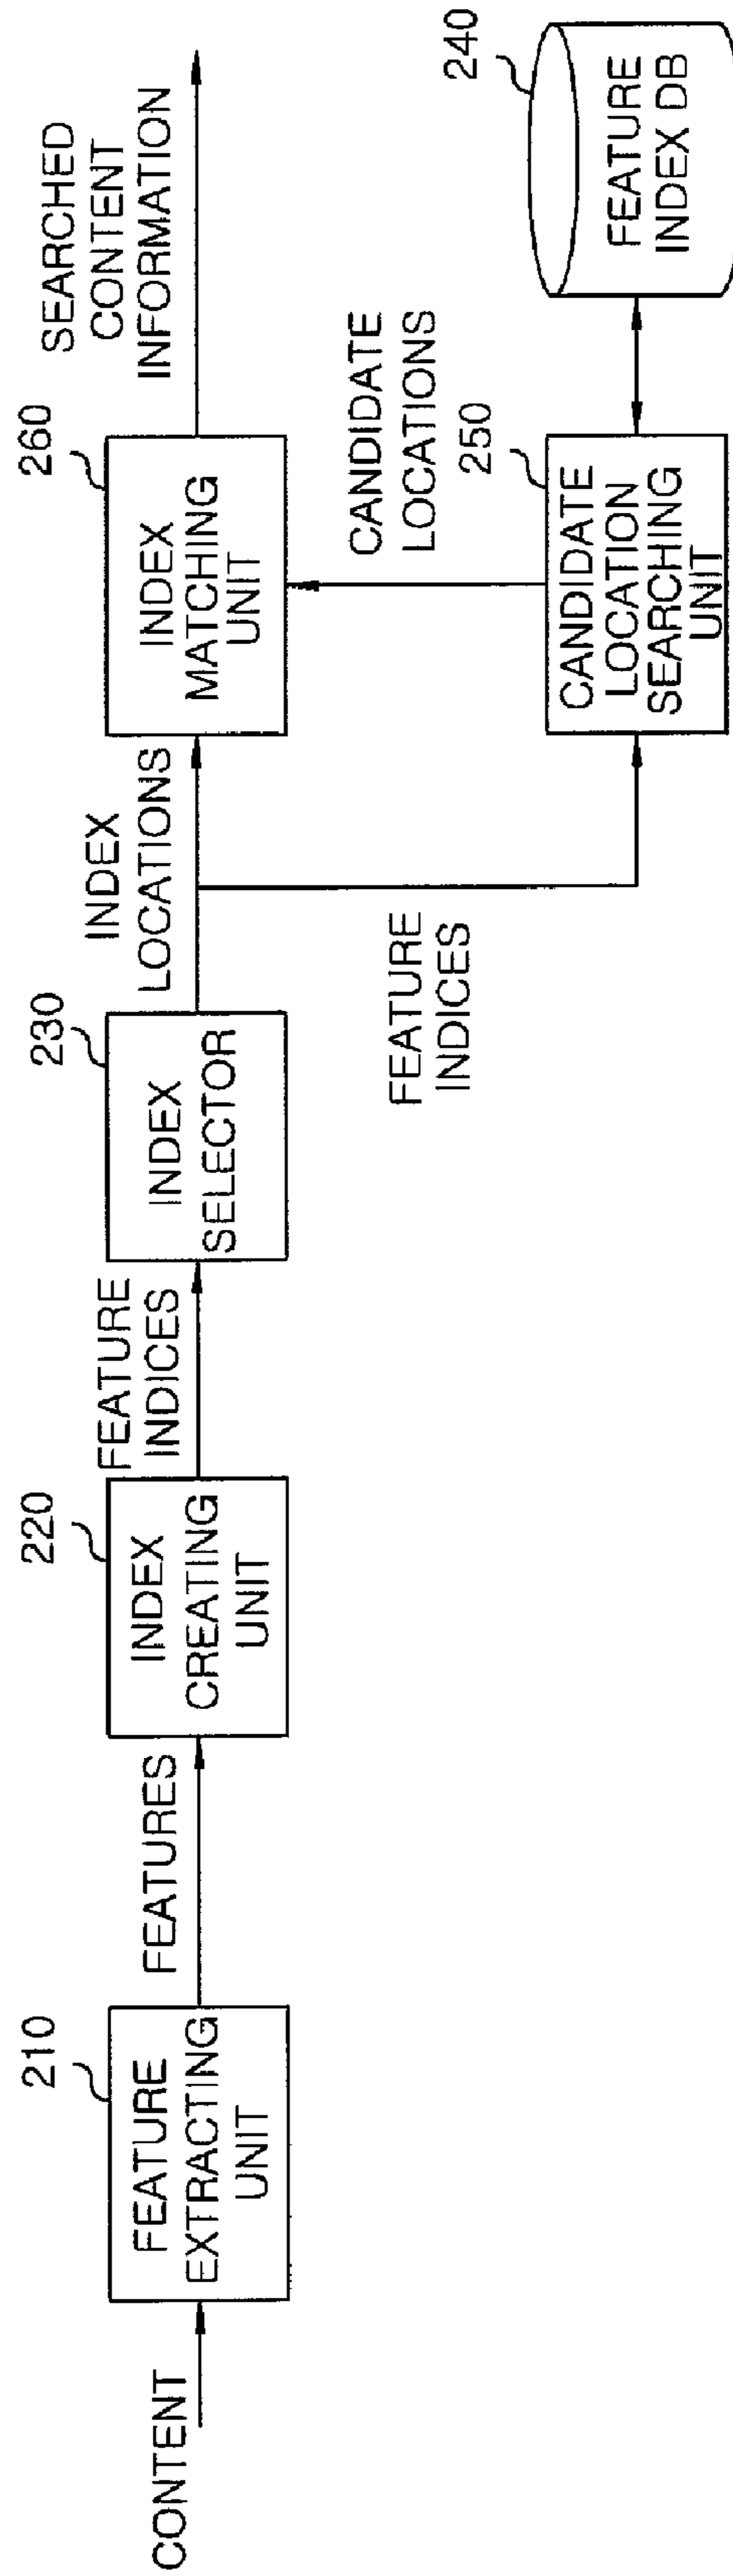 CONTENT
210
FEATURE
EXTRACTING
UNIT
FEATURES
220
INDEX
CREATING
UNIT
FEATURE
INDICES
230
INDEX
SELECTOR
INDEX
LOCATIONS
FEATURE
INDICES
260
INDEX
MATCHING
UNIT
SEARCHED
CONTENT
INFORMATION
CANDIDATE
LOCATIONS
250
CANDIDATE
LOCATION
SEARCHING
UNIT
240
FEATURE
INDEX DB